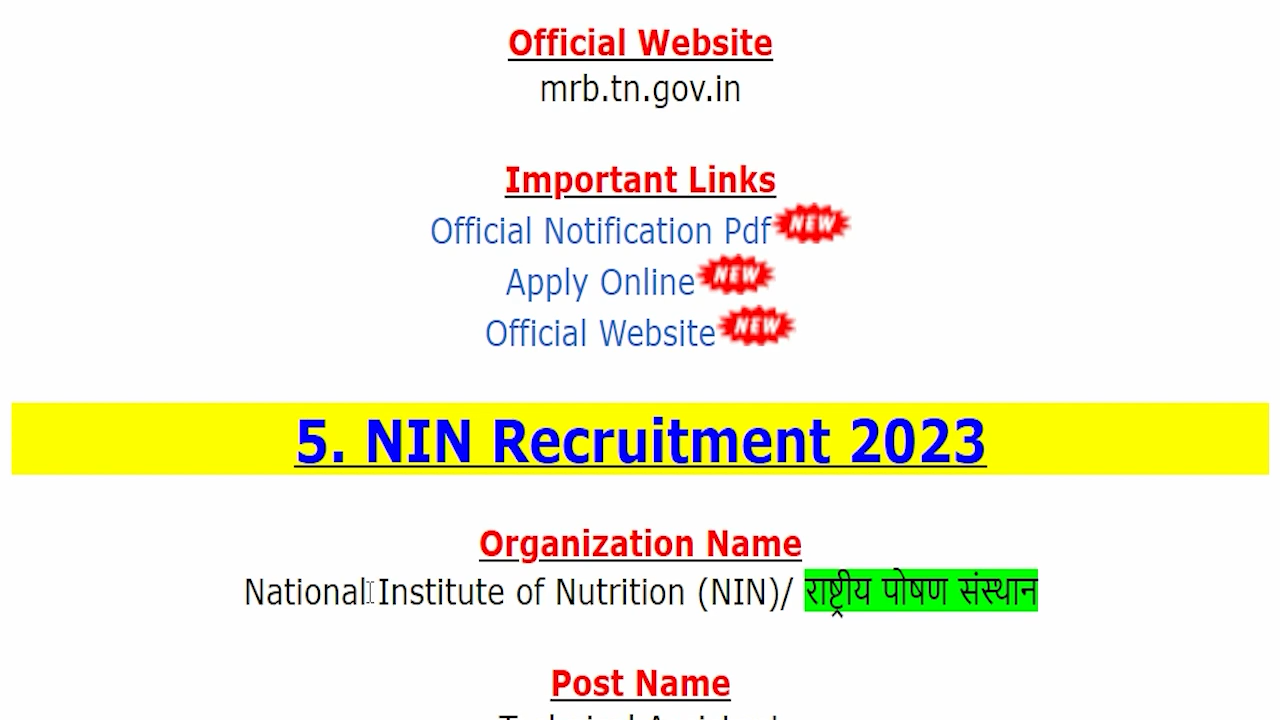 Official Website
mrb.tn.gov.in
Important Links
Official Notification Pdf NEW
Apply Online NEW
Official Website NEW
5. NIN Recruitment 2023
Organization Name
National Institute of Nutrition (NIN)/ राष्ट्रीय पोषण संस्थान
Post Name